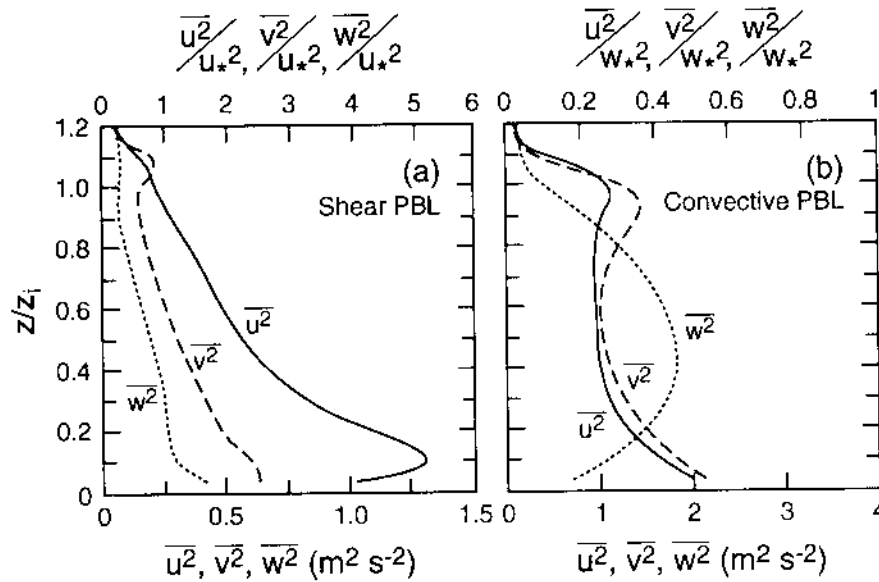 u²/u*², v²/u*², w²/u*²
0 1 2 3 4 5 6
1.2
1.0
0.8
0.6
0.4
0.2
0
z/zᵢ
(a)
Shear PBL
u²
v²
w²
0 0.5 1.0 1.5
u², v², w² (m² s⁻²)
u²/w*², v²/w*², w²/w*²
0 0.2 0.4 0.6 0.8 1
(b)
Convective PBL
w²
v²
u²
0 1 2 3 4
u², v², w² (m² s⁻²)